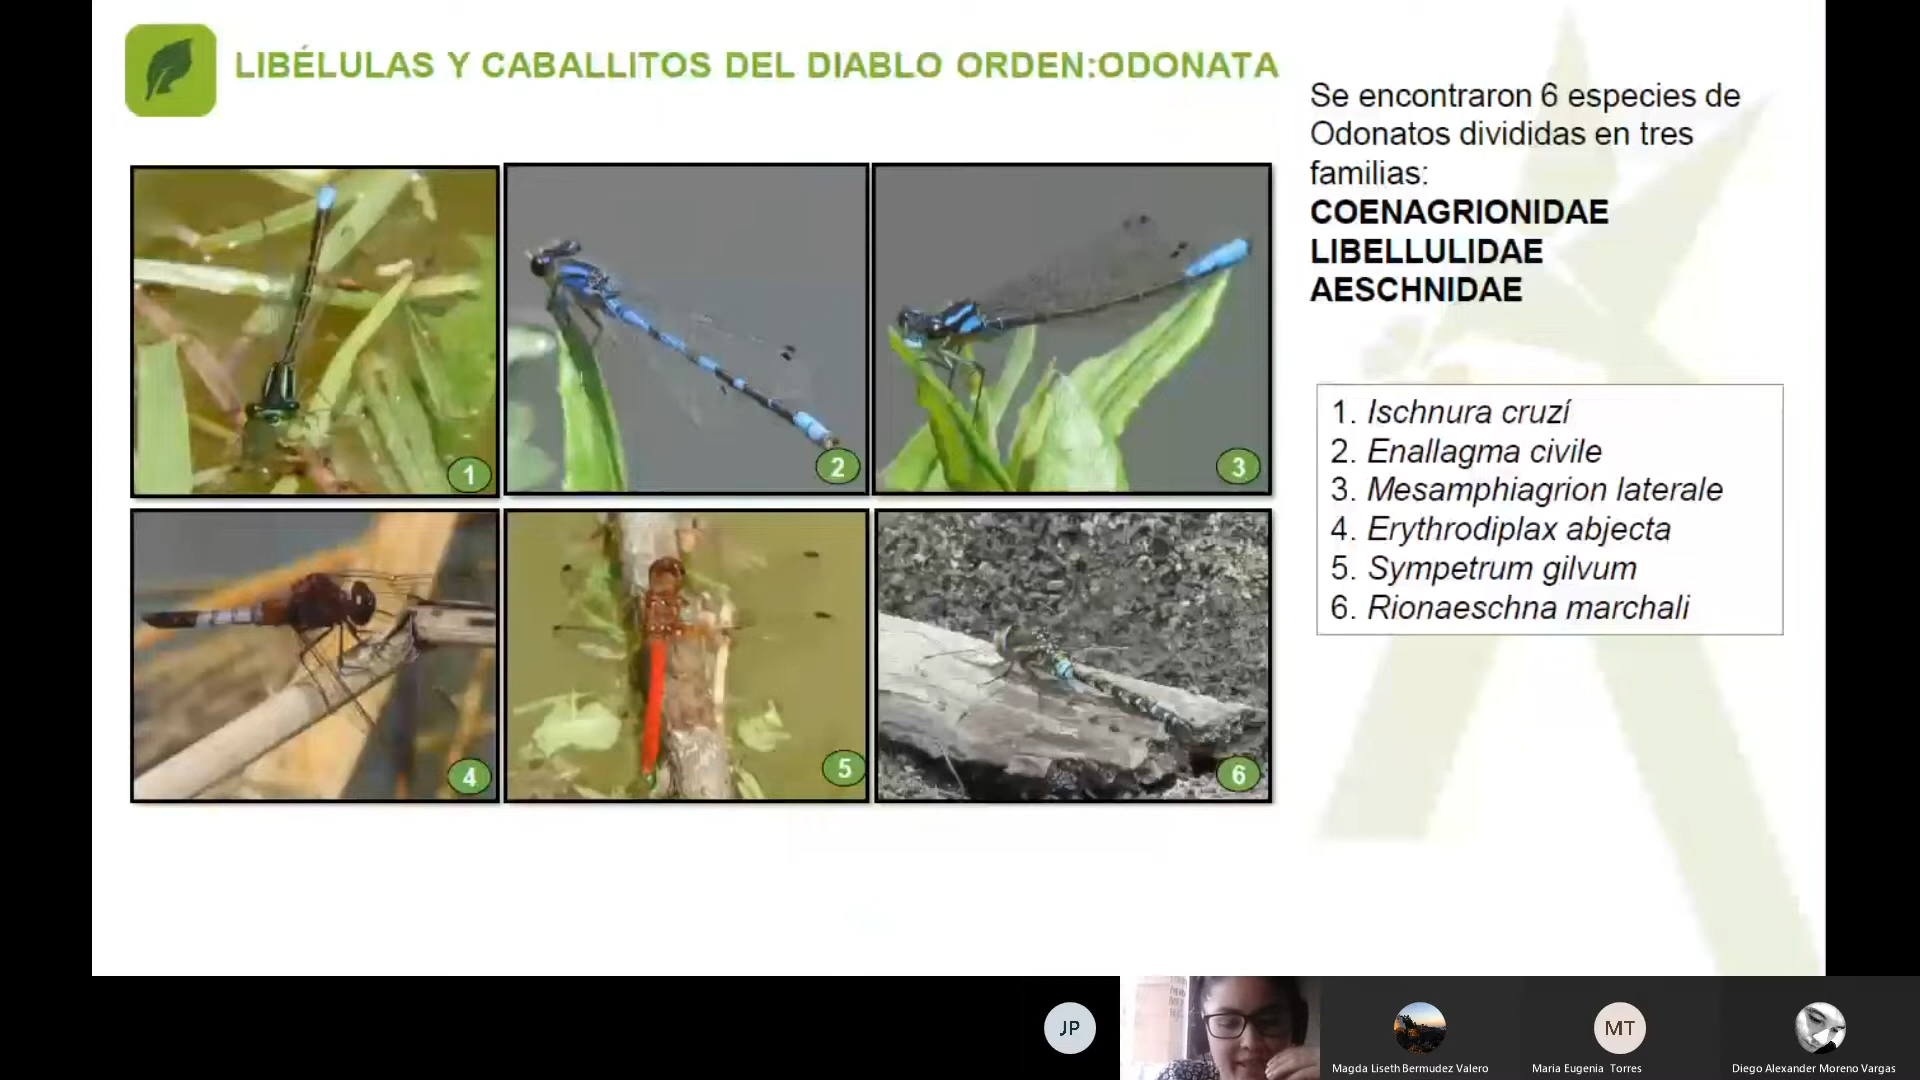 LIBÉLULAS Y CABALLITOS DEL DIABLO ORDEN:ODONATA
Se encontraron 6 especies de
Odonatos divididas en tres
familias:
COENAGRIONIDAE
LIBELLULIDAE
AESCHNIDAE
1
2
3
4
5
6
1. Ischnura cruzí
2. Enallagma civile
3. Mesamphiagrion laterale
4. Erythrodiplax abjecta
5. Sympetrum gilvum
6. Rionaeschna marchali
JP
MT
Magda Liseth Bermudez Valero
Maria Eugenia Torres
Diego Alexander Moreno Vargas